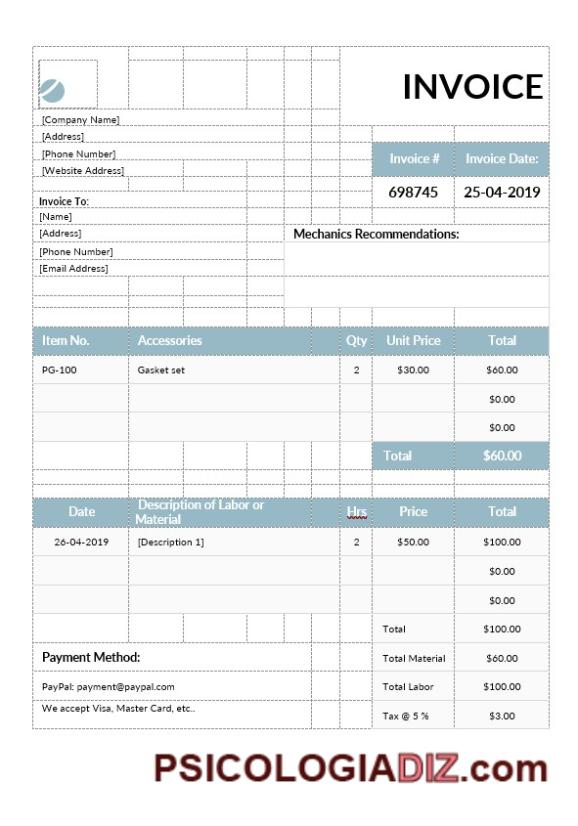 INVOICE
[Company Name]
[Address]
[Phone Number]
[Website Address]
Invoice # Invoice Date:
698745 25-04-2019
Invoice To:
[Name]
[Address]
[Phone Number]
[Email Address]
Mechanics Recommendations:
Item No. Accessories Qty Unit Price Total
PG-100 Gasket set 2 $30.00 $60.00
$0.00
$0.00
Total $60.00
Date Description of Labor or Material Hrs Price Total
26-04-2019 [Description 1] 2 $50.00 $100.00
$0.00
$0.00
Total $100.00
Payment Method: Total Material $60.00
PayPal: payment@paypal.com Total Labor $100.00
We accept Visa, Master Card, etc.. Tax @ 5 % $3.00
PSICOLOGIADIZ.com